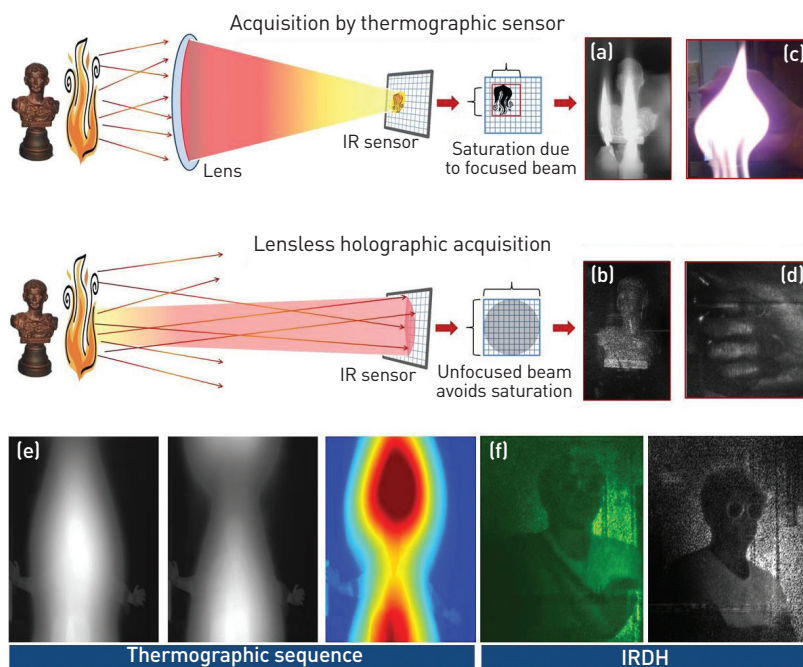 Acquisition by thermographic sensor
(a)
(c)
IR sensor
Lens
Saturation due
to focused beam
Lensless holographic acquisition
(b)
(d)
IR sensor
Unfocused beam
avoids saturation
(e)
(f)
Thermographic sequence
IRDH